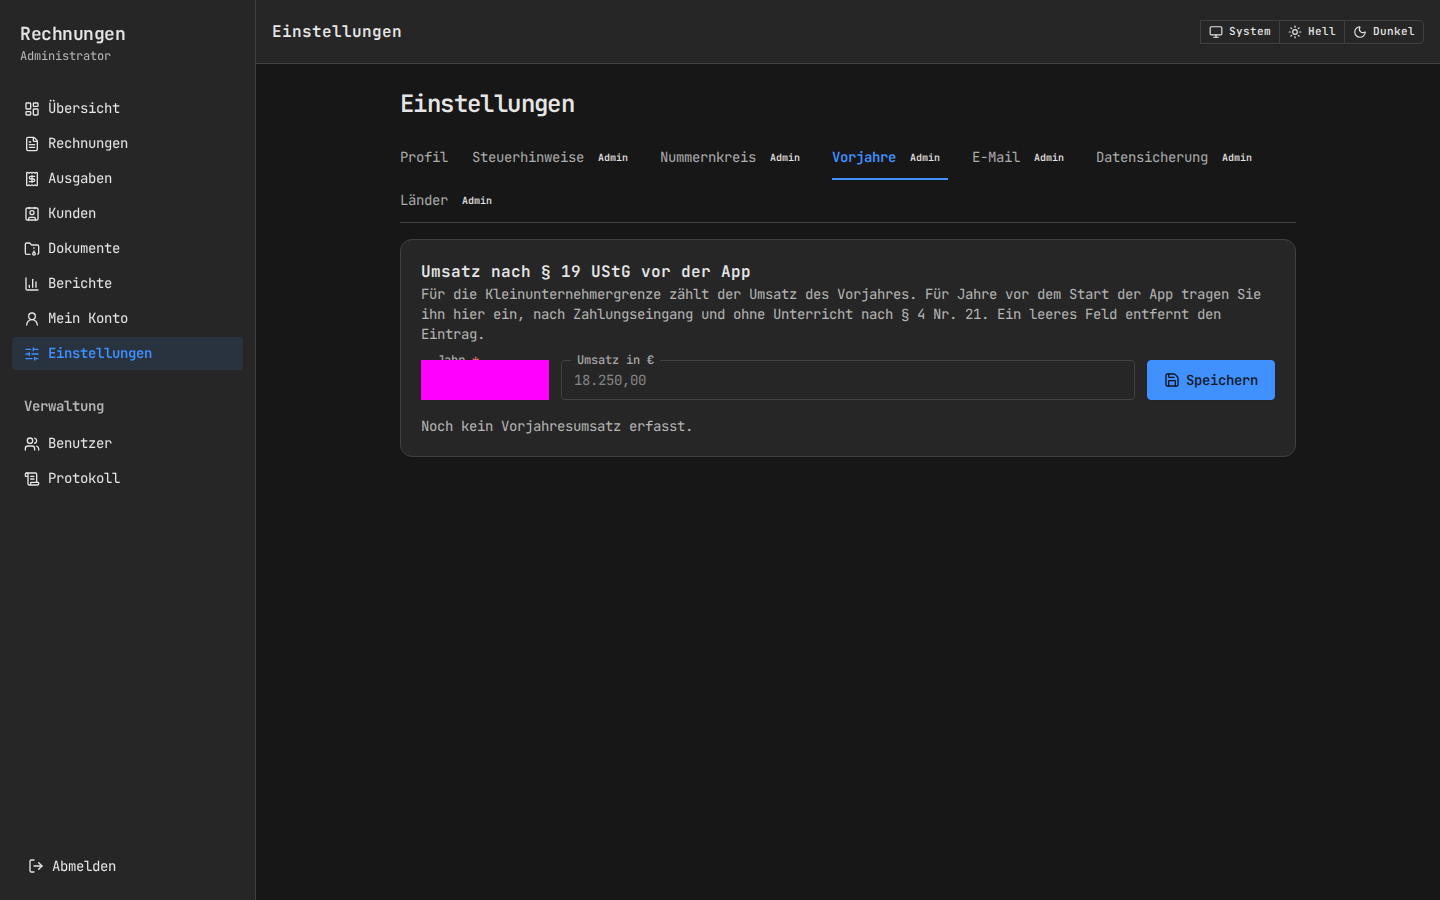 Rechnungen
Administrator
Übersicht
Rechnungen
Ausgaben
Kunden
Dokumente
Berichte
Mein Konto
Einstellungen
Verwaltung
Benutzer
Protokoll
Abmelden
Einstellungen
System Hell Dunkel
Einstellungen
Profil Steuerhinweise Admin Nummernkreis Admin Vorjahre Admin E-Mail Admin Datensicherung Admin
Länder Admin
Umsatz nach § 19 UStG vor der App
Für die Kleinunternehmergrenze zählt der Umsatz des Vorjahres. Für Jahre vor dem Start der App tragen Sie
ihn hier ein, nach Zahlungseingang und ohne Unterricht nach § 4 Nr. 21. Ein leeres Feld entfernt den
Eintrag.
Umsatz in €
18.250,00
Speichern
Noch kein Vorjahresumsatz erfasst.